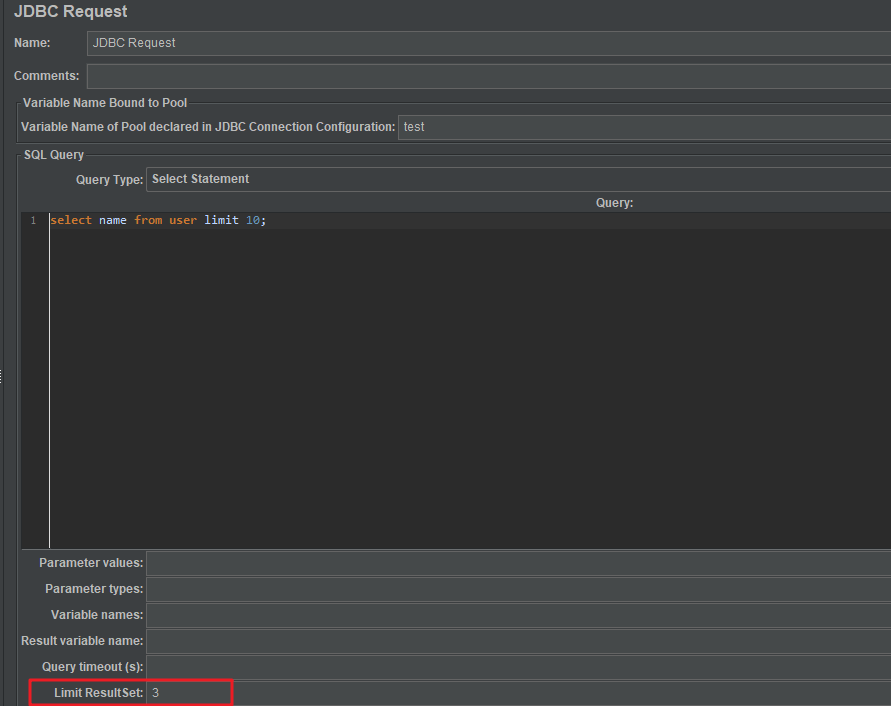 JDBC Request
Name: JDBC Request
Comments:
Variable Name Bound to Pool
Variable Name of Pool declared in JDBC Connection Configuration: test
SQL Query
Query Type: Select Statement
Query:
1 select name from user limit 10;
Parameter values:
Parameter types:
Variable names:
Result variable name:
Query timeout (s):
Limit ResultSet: 3